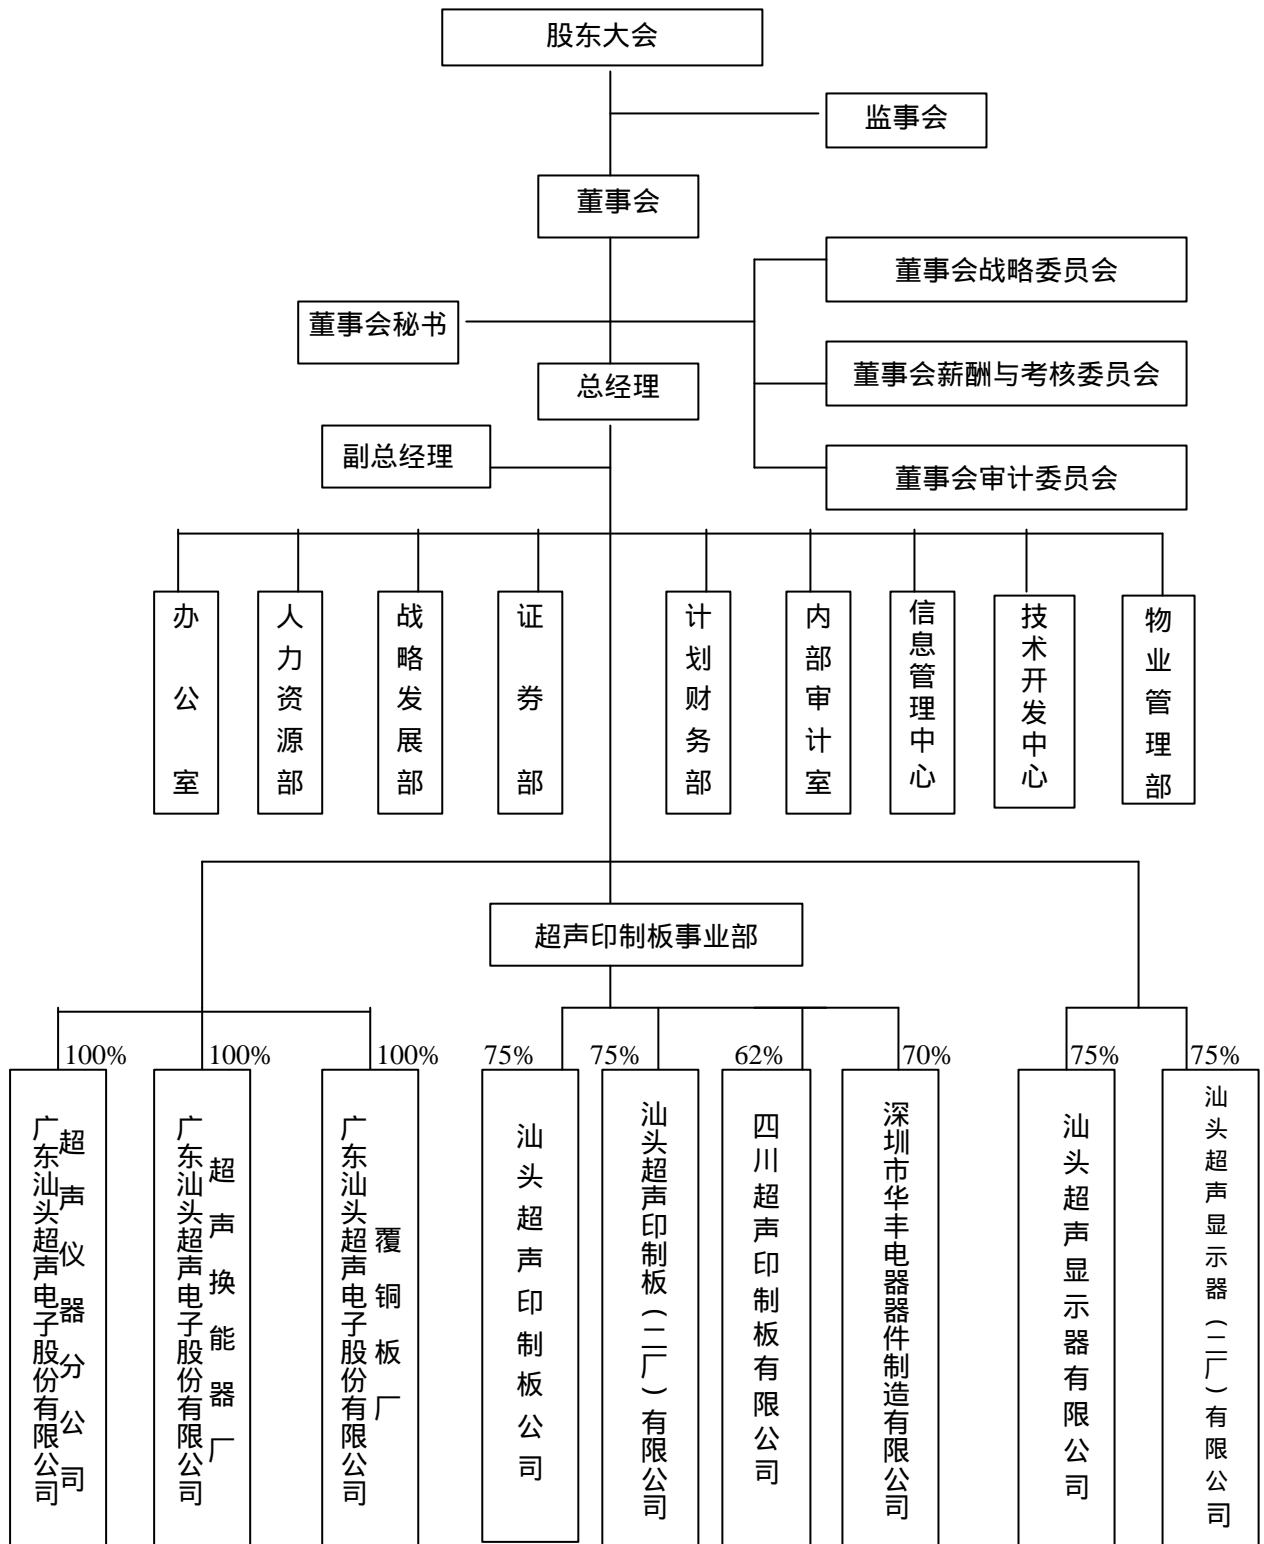 股东大会
监事会
董事会
董事会战略委员会
董事会秘书
董事会薪酬与考核委员会
总经理
副总经理
董事会审计委员会
办公室
人力资源部
战略发展部
证券部
计划财务部
内部审计室
信息管理中心
技术开发中心
物业管理部
超声印制板事业部
100%
100%
100%
75%
75%
62%
70%
75%
75%
广东汕头超声电子股份有限公司
超声仪器分公司
广东汕头超声电子股份有限公司
超声换能器厂
广东汕头超声电子股份有限公司
覆铜板厂
汕头超声印制板公司
汕头超声印制板（二厂）有限公司
四川超声印制板有限公司
深圳市华丰电器器件制造有限公司
汕头超声显示器有限公司
汕头超声显示器（二厂）有限公司